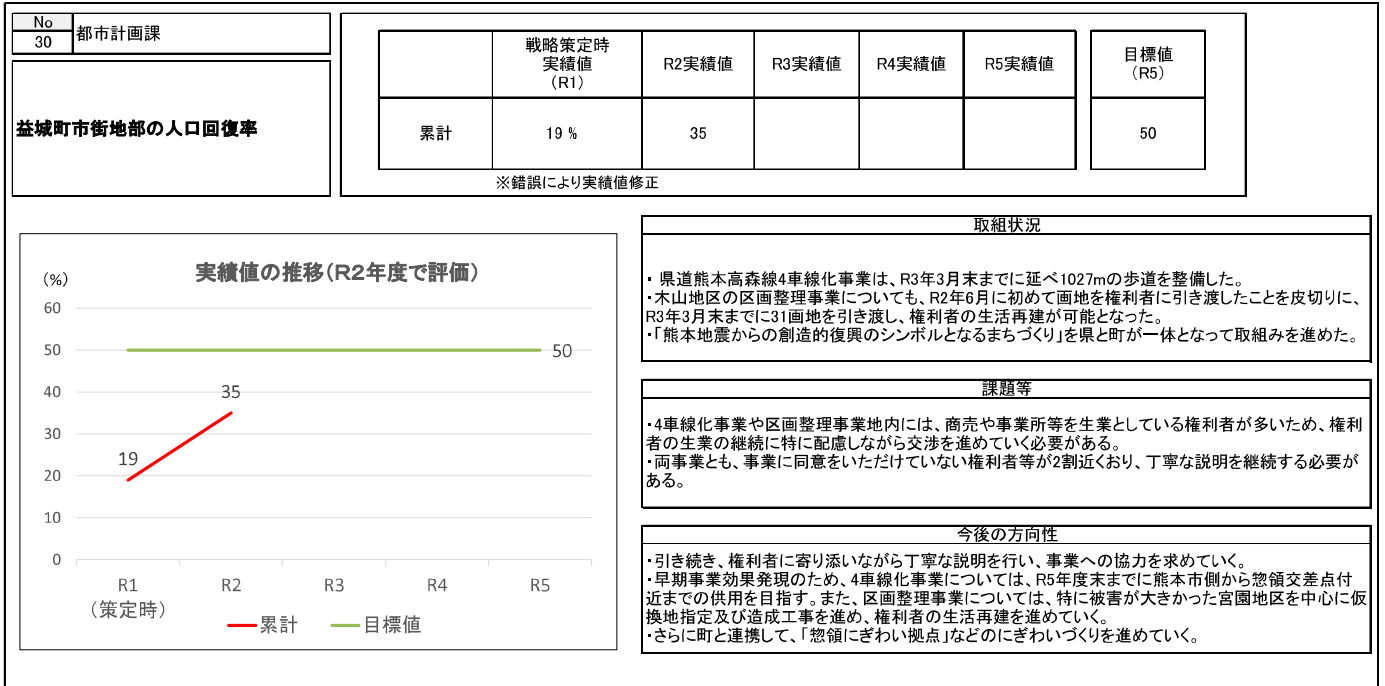 No
30
都市計画課
益城町市街地部の人口回復率
戦略策定時
実績値
（R1）
R2実績値
R3実績値
R4実績値
R5実績値
目標値
（R5）
累計
19 %
35
50
※錯誤により実績値修正
実績値の推移（R2年度で評価）
(%)
60
50
40
30
20
10
0
19
35
50
R1
（策定時）
R2
R3
R4
R5
累計
目標値
取組状況
・県道熊本高森線4車線化事業は、R3年3月末までに延べ1027mの歩道を整備した。
・木山地区の区画整理事業についても、R2年6月に初めて画地を権利者に引き渡したことを皮切りに、
R3年3月末までに31画地を引き渡し、権利者の生活再建が可能となった。
・「熊本地震からの創造的復興のシンボルとなるまちづくり」を県と町が一体となって取組みを進めた。
課題等
・4車線化事業や区画整理事業地内には、商売や事業所等を生業としている権利者が多いため、権利
者の生業の継続に特に配慮しながら交渉を進めていく必要がある。
・両事業とも、事業に同意をいただけていない権利者等が2割近くおり、丁寧な説明を継続する必要が
ある。
今後の方向性
・引き続き、権利者に寄り添いながら丁寧な説明を行い、事業への協力を求めていく。
・早期事業効果発現のため、4車線化事業については、R5年度末までに熊本市側から惣領交差点付
近までの供用を目指す。また、区画整理事業については、特に被害が大きかった宮園地区を中心に仮
換地指定及び造成工事を進め、権利者の生活再建を進めていく。
・さらに町と連携して、「惣領にぎわい拠点」などのにぎわいづくりを進めていく。